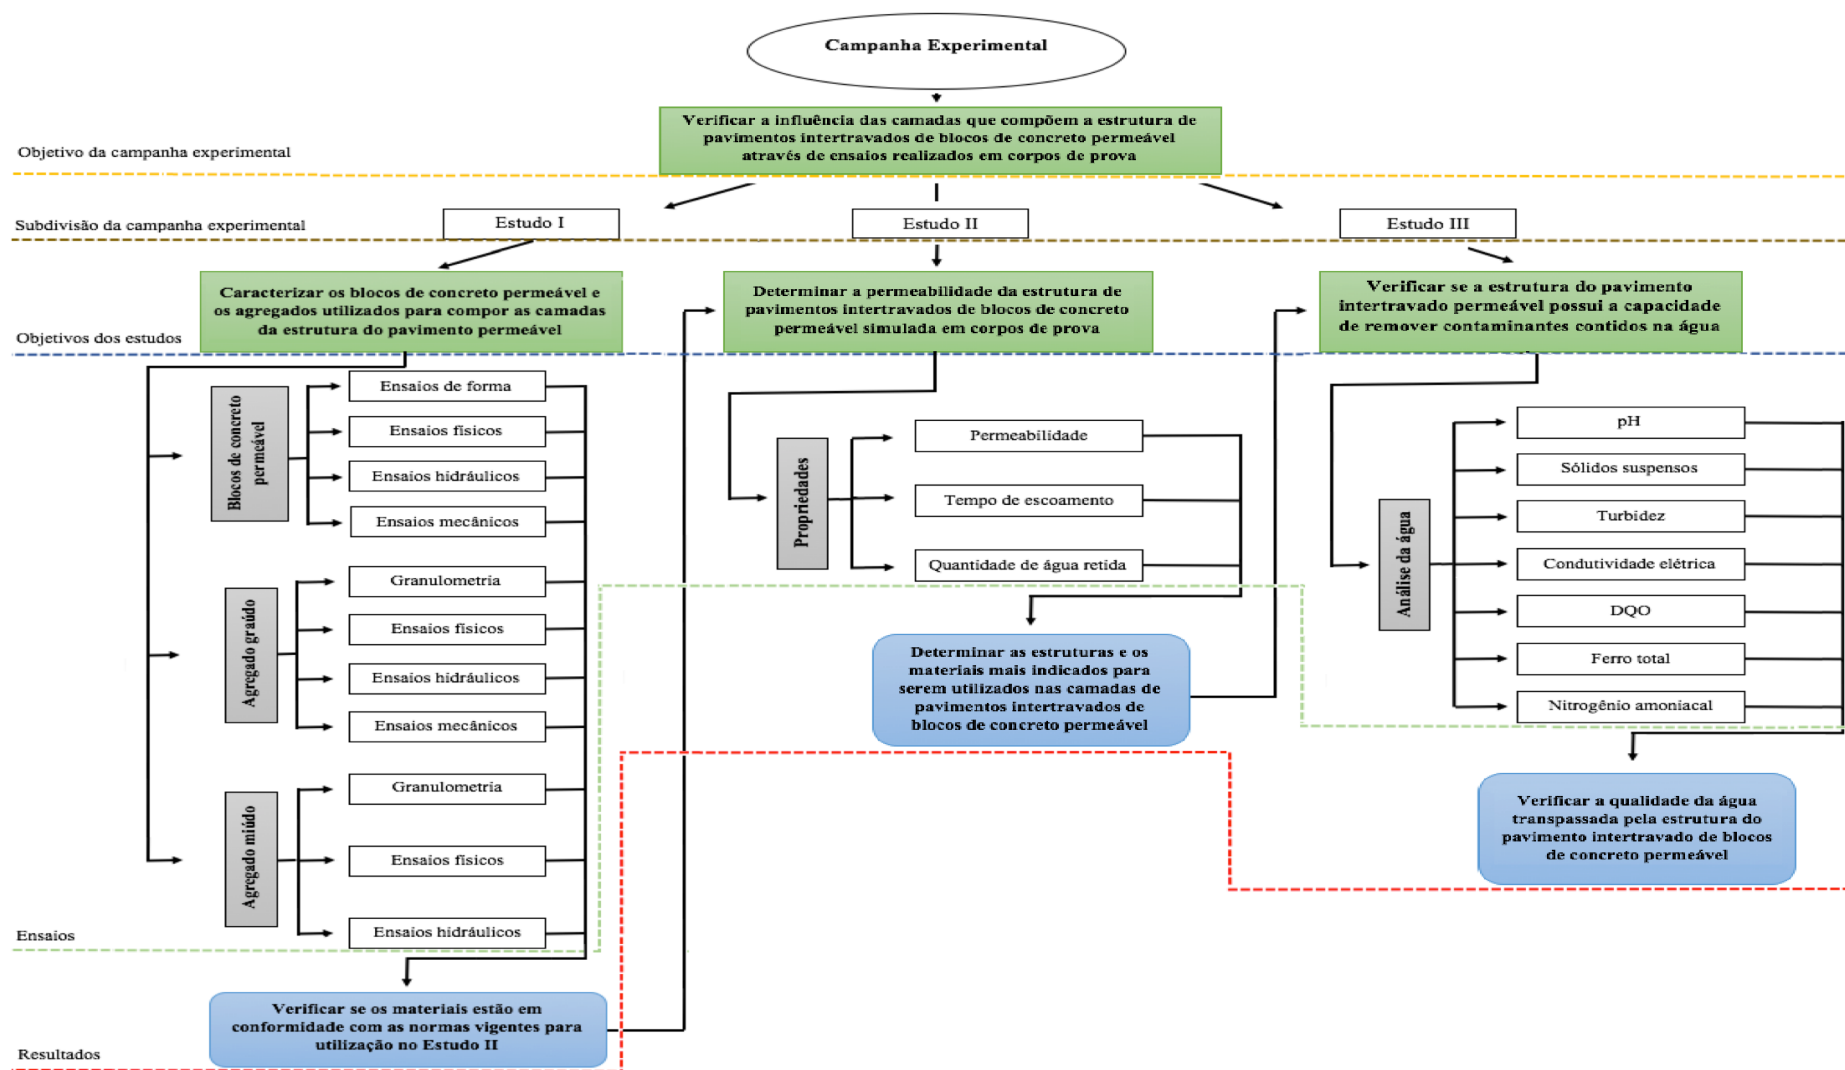 Campanha Experimental
Verificar a influência das camadas que compõem a estrutura de
pavimentos intertravados de blocos de concreto permeável
através de ensaios realizados em corpos de prova
Objetivo da campanha experimental
Subdivisão da campanha experimental
Estudo I
Estudo II
Estudo III
Objetivos dos estudos
Caracterizar os blocos de concreto permeável e
os agregados utilizados para compor as camadas
da estrutura do pavimento permeável
Determinar a permeabilidade da estrutura de
pavimentos intertravados de blocos de concreto
permeável simulada em corpos de prova
Verificar se a estrutura do pavimento
intertravado permeável possui a capacidade
de remover contaminantes contidos na água
Blocos de concreto
permeável
Ensaios de forma
Ensaios físicos
Ensaios hidráulicos
Ensaios mecânicos
Agregado graúdo
Granulometria
Ensaios físicos
Ensaios hidráulicos
Ensaios mecânicos
Agregado miúdo
Granulometria
Ensaios físicos
Ensaios hidráulicos
Propriedades
Permeabilidade
Tempo de escoamento
Quantidade de água retida
Análise da água
pH
Sólidos suspensos
Turbidez
Condutividade elétrica
DQO
Ferro total
Nitrogênio amoniacal
Ensaios
Verificar se os materiais estão em
conformidade com as normas vigentes para
utilização no Estudo II
Determinar as estruturas e os
materiais mais indicados para
serem utilizados nas camadas de
pavimentos intertravados de
blocos de concreto permeável
Verificar a qualidade da água
transpassada pela estrutura do
pavimento intertravado de blocos
de concreto permeável
Resultados